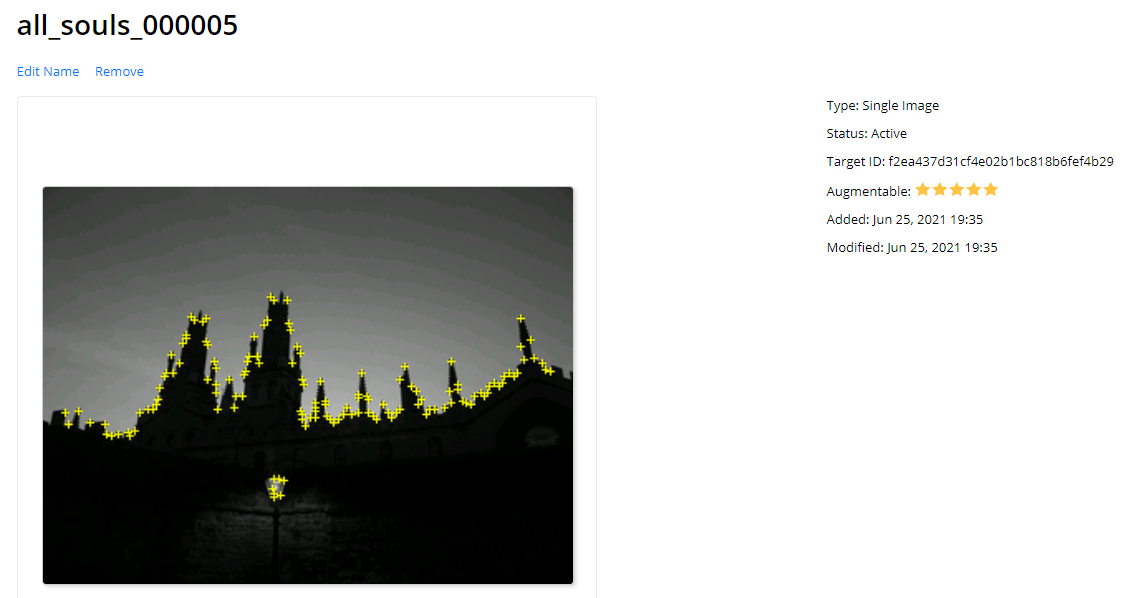 all_souls_000005
Edit Name Remove
Type: Single Image
Status: Active
Target ID: f2ea437d31cf4e02b1bc818b6fef4b29
Augmentable:
Added: Jun 25, 2021 19:35
Modified: Jun 25, 2021 19:35